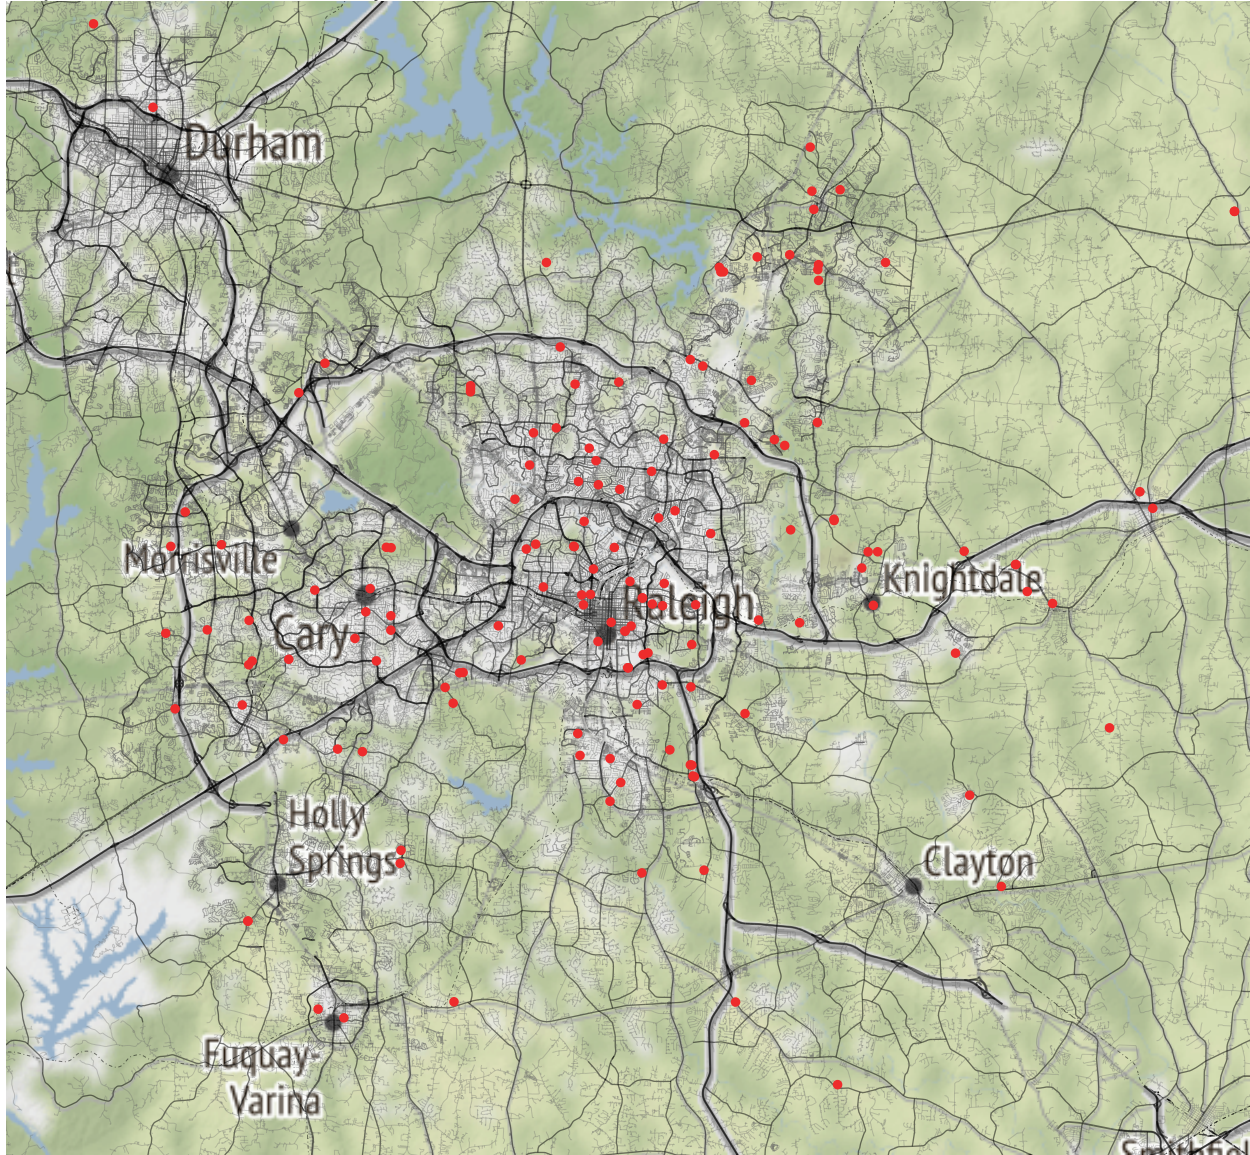 Durham
Morrisville
Knightdale
Raleigh
Cary
Holly
Springs
Clayton
Fuquay-
Varina